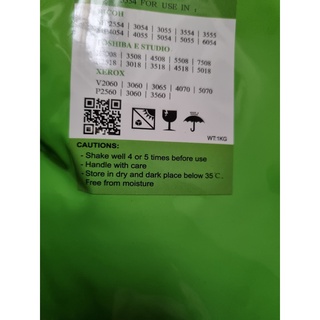 3054 FOR USE IN :
RICOH
2554 | 3054 | 3055 | 3554 | 3555
4054 | 4055 | 5054 | 5055 | 6054
TOSHIBA E STUDIO
3508 | 4508 | 5508 | 7508
3018 | 3518 | 4518 | 5018
XEROX
V2060 | 3060 | 3065 | 4070 | 5070
P2560 | 3060 | 3560 |
WT:1KG
CAUTIONS:
- Shake well 4 or 5 times before use
- Handle with care
- Store in dry and dark place below 35 C.
Free from moisture